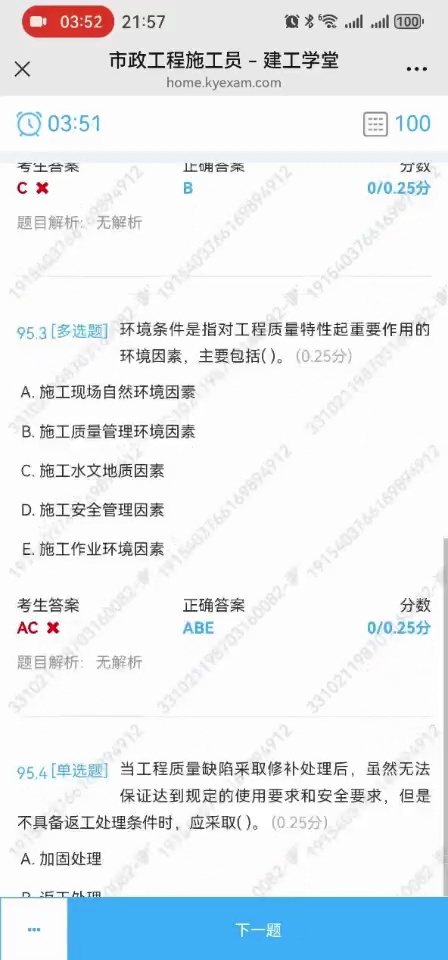 03:52 21:57 100
市政工程施工员 – 建工学堂
home.kyexam.com
03:51 100
考生答案 正确答案 分数
C B 0/0.25分
题目解析: 无解析
95.3 [多选题] 环境条件是指对工程质量特性起重要作用的
环境因素，主要包括( )。(0.25分)
A. 施工现场自然环境因素
B. 施工质量管理环境因素
C. 施工水文地质因素
D. 施工安全管理因素
E. 施工作业环境因素
考生答案 正确答案 分数
AC ABE 0/0.25分
题目解析: 无解析
95.4 [单选题] 当工程质量缺陷采取修补处理后，虽然无法
保证达到规定的使用要求和安全要求，但是
不具备返工处理条件时，应采取( )。(0.25分)
A. 加固处理
B. 返工处理
下一题